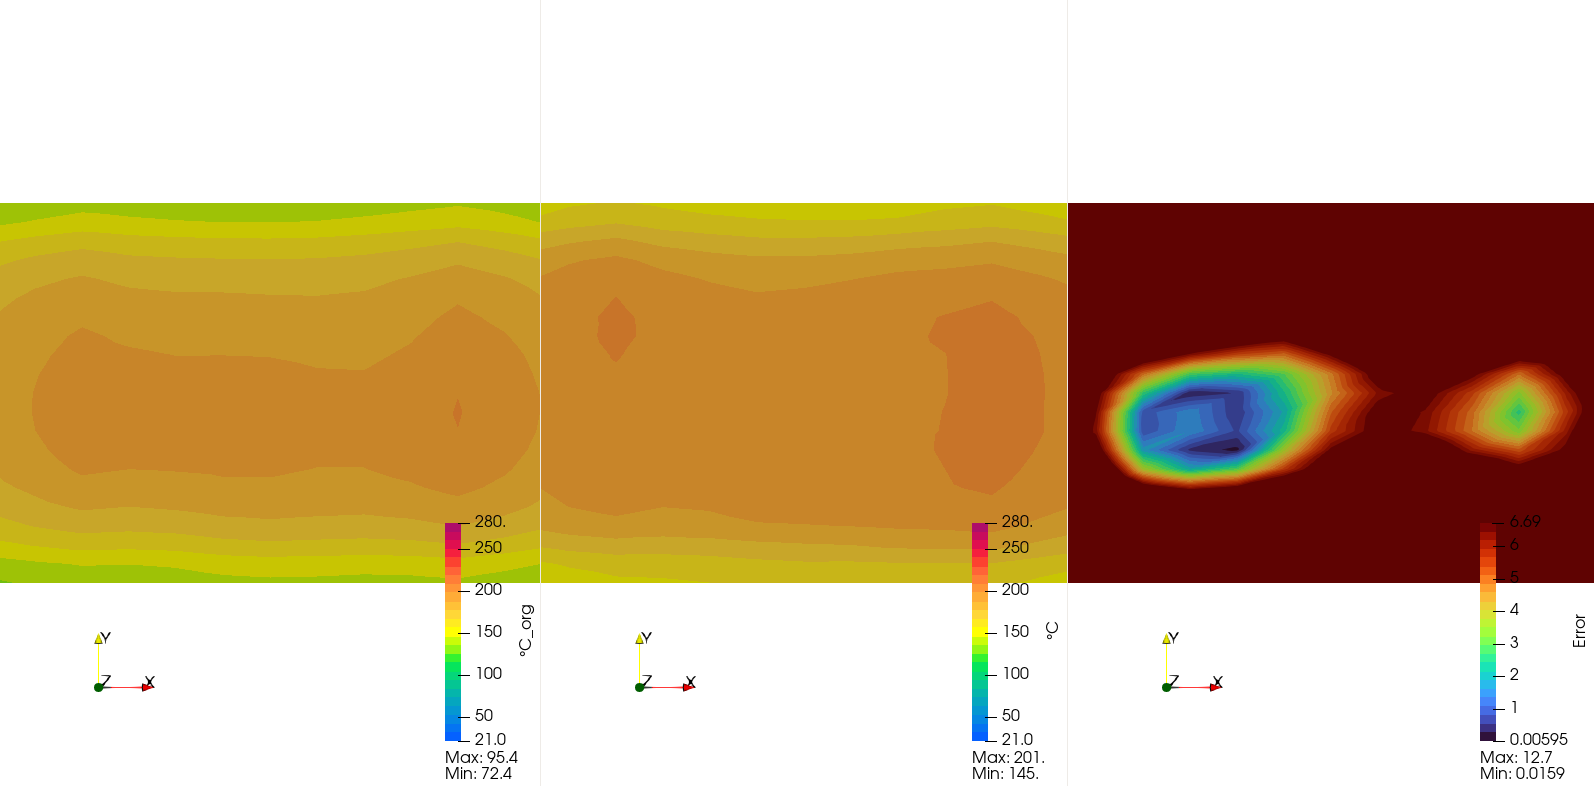 280.
250
200
150
100
50
21.0
°C_org
Max: 95.4
Min: 72.4
Y
Z
X
280.
250
200
150
100
50
21.0
°C
Max: 201.
Min: 145.
Y
Z
X
6.69
6
5
4
3
2
1
0.00595
Error
Max: 12.7
Min: 0.0159
Y
Z
X